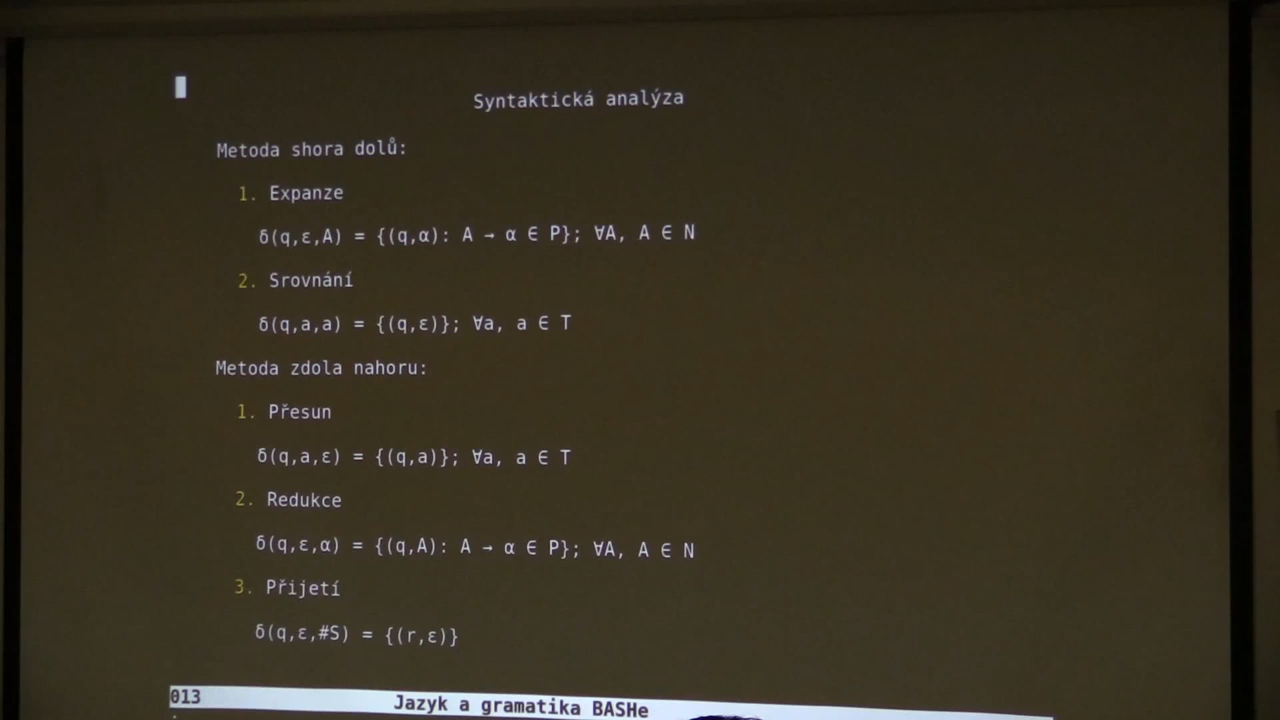 Syntaktická analýza
Metoda shora dolů:
1. Expanze
δ(q,ε,A) = {(q,α): A → α ∈ P}; ∀A, A ∈ N
2. Srovnání
δ(q,a,a) = {(q,ε)}; ∀a, a ∈ T
Metoda zdola nahoru:
1. Přesun
δ(q,a,ε) = {(q,a)}; ∀a, a ∈ T
2. Redukce
δ(q,ε,α) = {(q,A): A → α ∈ P}; ∀A, A ∈ N
3. Přijetí
δ(q,ε,#S) = {(r,ε)}
013 Jazyk a gramatika BASHe